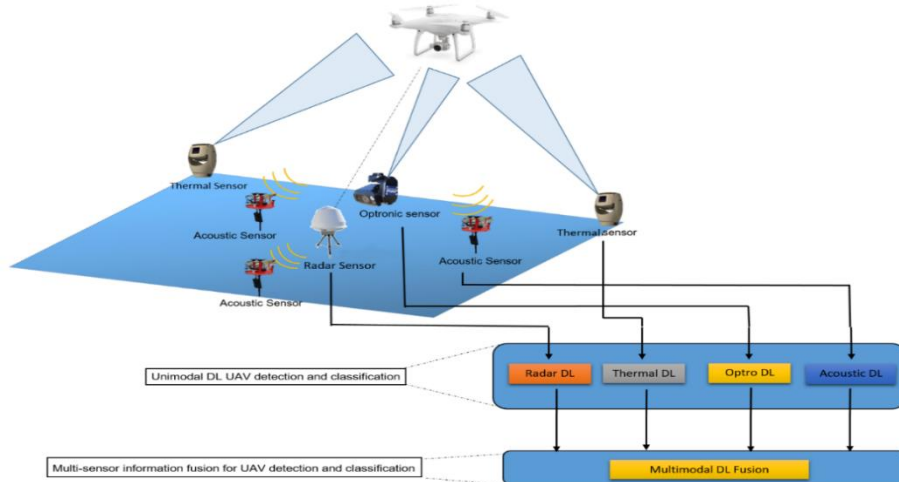 Thermal Sensor
Optronic sensor
Acoustic Sensor
Thermal sensor
Radar Sensor
Acoustic Sensor
Acoustic Sensor
Unimodal DL UAV detection and classification
Radar DL
Thermal DL
Optro DL
Acoustic DL
Multi-sensor information fusion for UAV detection and classification
Multimodal DL Fusion